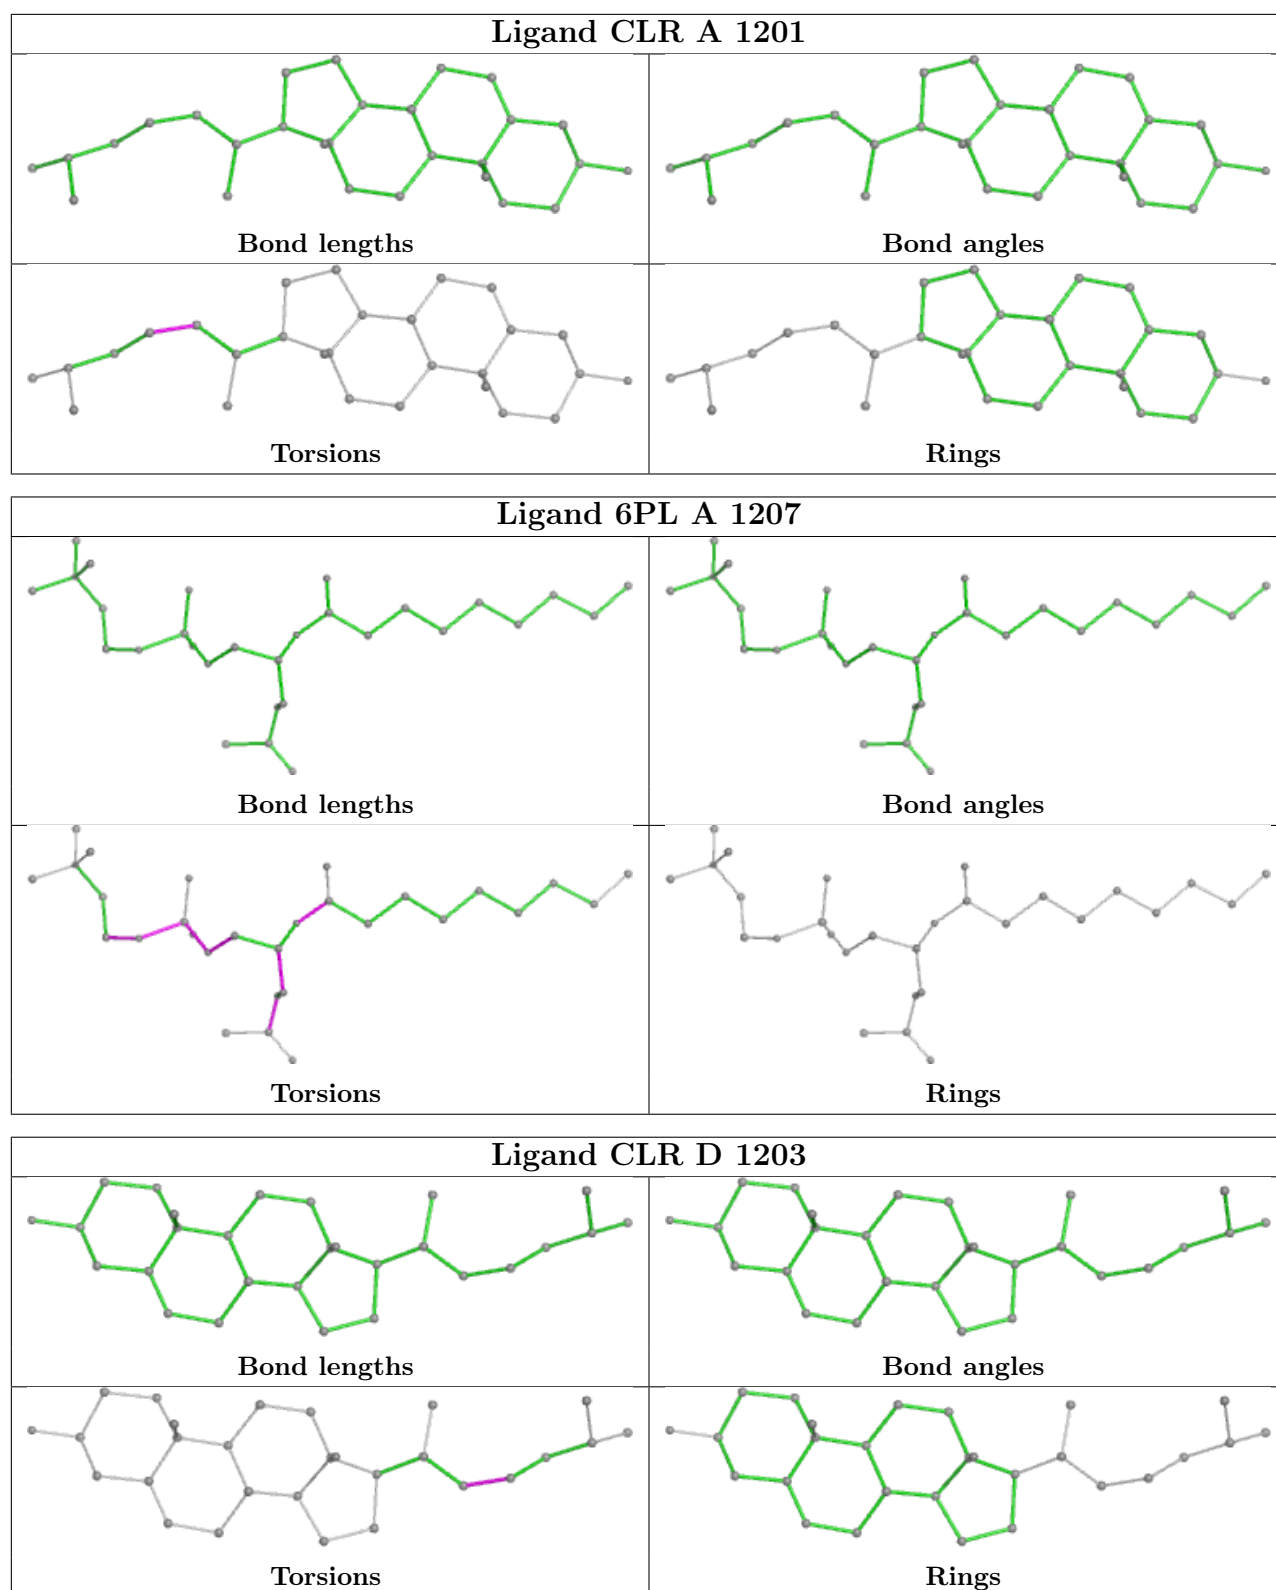 Ligand CLR A 1201
Bond lengths
Bond angles
Torsions
Rings
Ligand 6PL A 1207
Bond lengths
Bond angles
Torsions
Rings
Ligand CLR D 1203
Bond lengths
Bond angles
Torsions
Rings